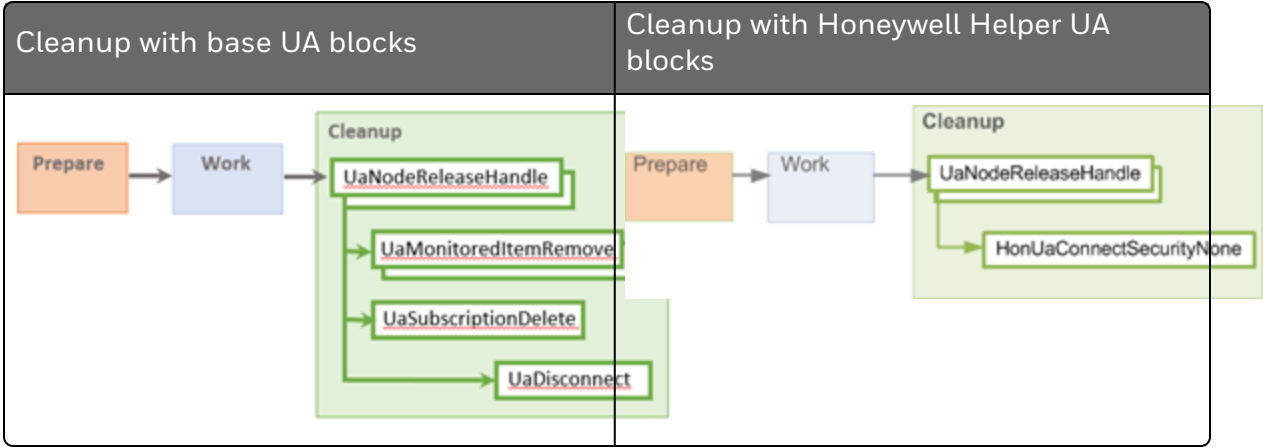 Cleanup with base UA blocks
Cleanup with Honeywell Helper UA
blocks
Cleanup
Prepare
Work
UaNodeReleaseHandle
UaMonitoredItemRemove
UaSubscriptionDelete
UaDisconnect
Cleanup
Prepare
Work
UaNodeReleaseHandle
HonUaConnectSecurityNone